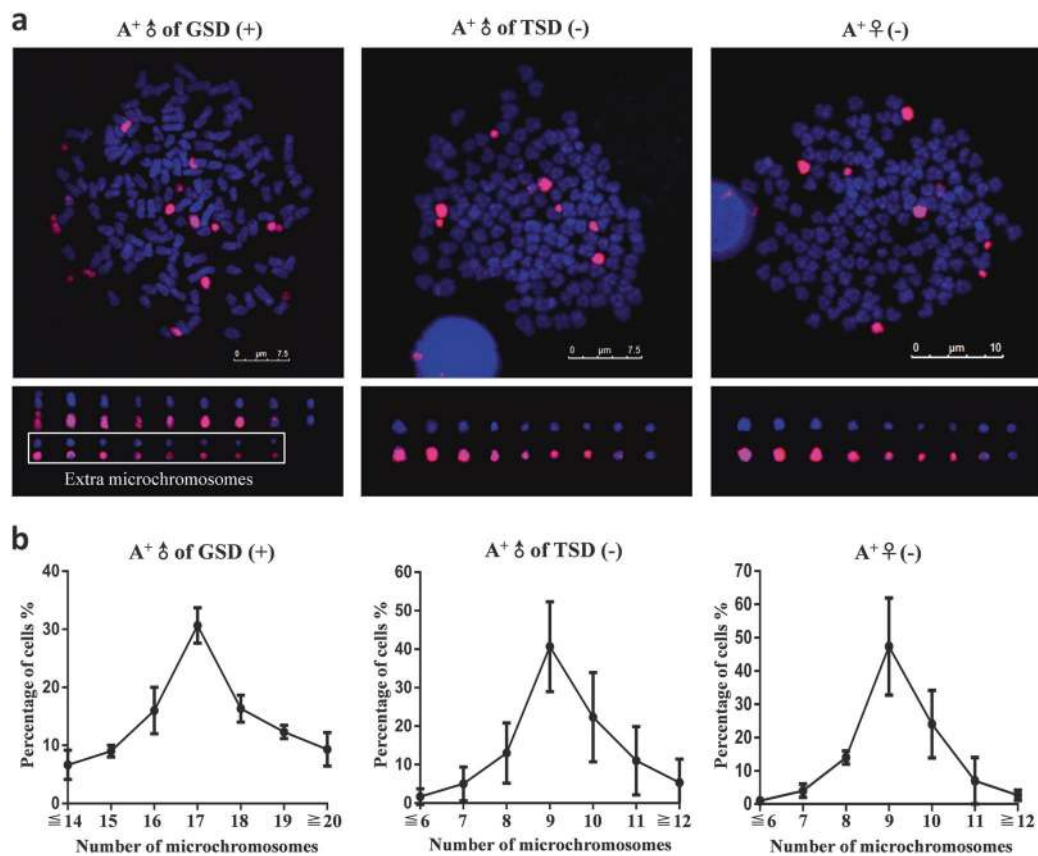 a
A+ ♂ of GSD (+) A+ ♂ of TSD (-) A+ ♀ (-)
0 μm 7.5
0 μm 7.5
0 μm 10
Extra microchromosomes
b
A+ ♂ of GSD (+) A+ ♂ of TSD (-) A+ ♀ (-)
Percentage of cells %
40
30
20
10
0
≦14 15 16 17 18 19 ≧20
Number of microchromosomes
Percentage of cells %
60
50
40
30
20
10
0
≦6 7 8 9 10 11 ≧12
Number of microchromosomes
Percentage of cells %
70
60
50
40
30
20
10
0
≦6 7 8 9 10 11 ≧12
Number of microchromosomes